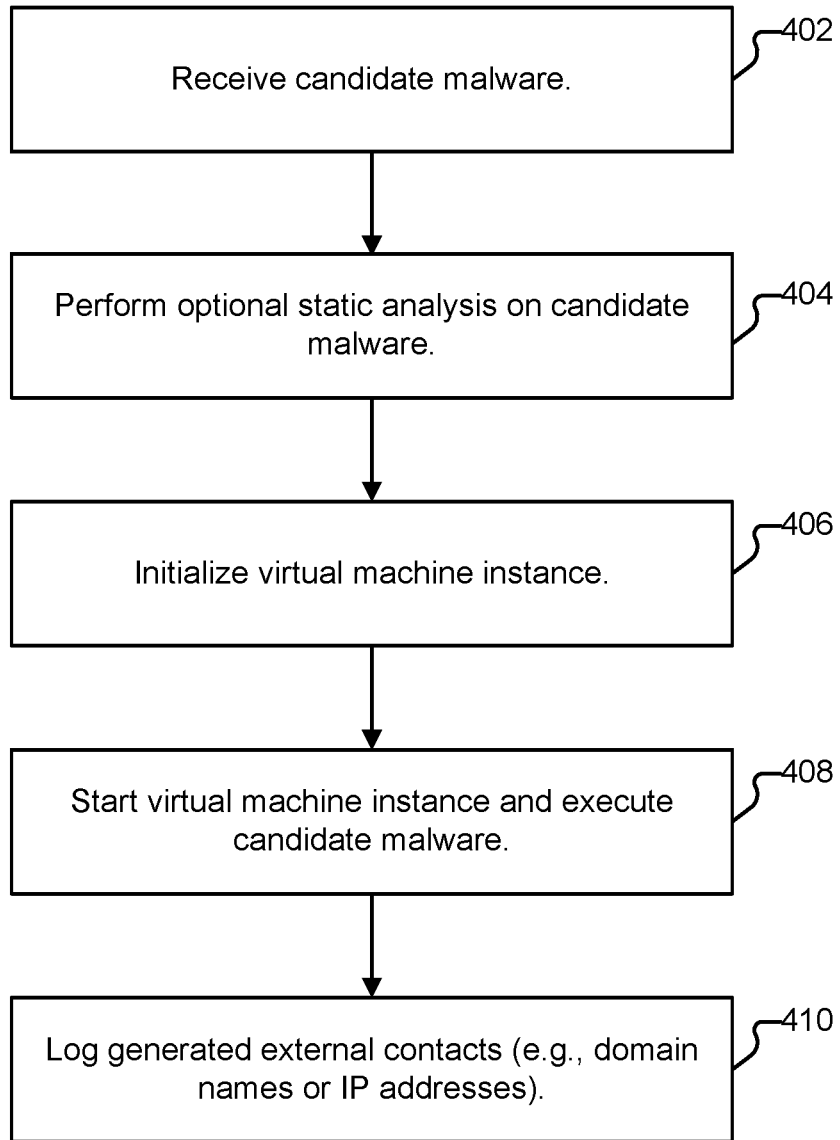 Receive candidate malware.
402
Perform optional static analysis on candidate
malware.
404
Initialize virtual machine instance.
406
Start virtual machine instance and execute
candidate malware.
408
Log generated external contacts (e.g., domain
names or IP addresses).
410